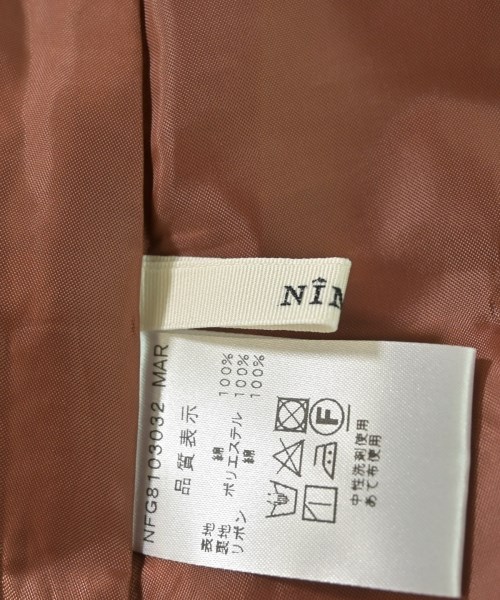 NÎM
NFG8103032 MAR
品質表示
表地 綿 100%
裏地 ポリエステル 100%
リボン 綿 100%
F
中性洗剤使用
あて布使用